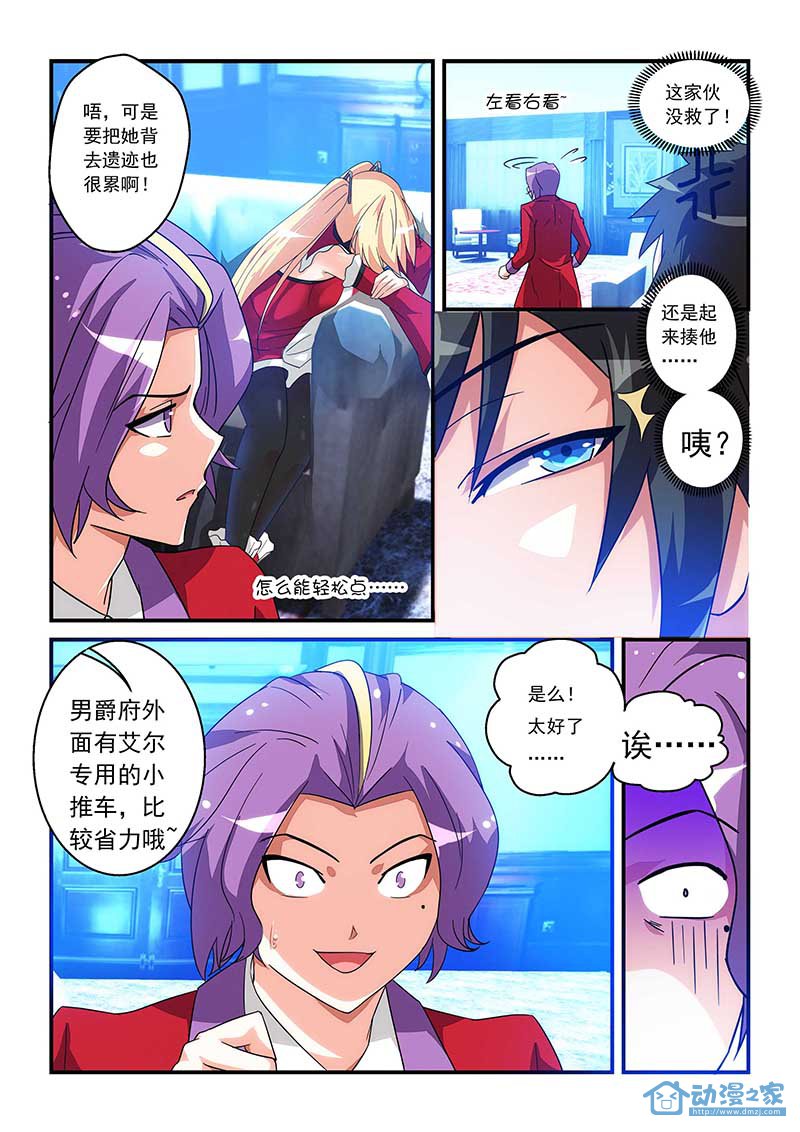 唔，可是
要把她背
去遗迹也
很累啊！
怎么能轻松点……
左看右看~
这家伙
没救了！
还是起
来揍他
……
咦？
男爵府外
面有艾尔
专用的小
推车，比
较省力哦~
是么！
太好了
……
诶……
动漫之家
http://www.dmzj.com